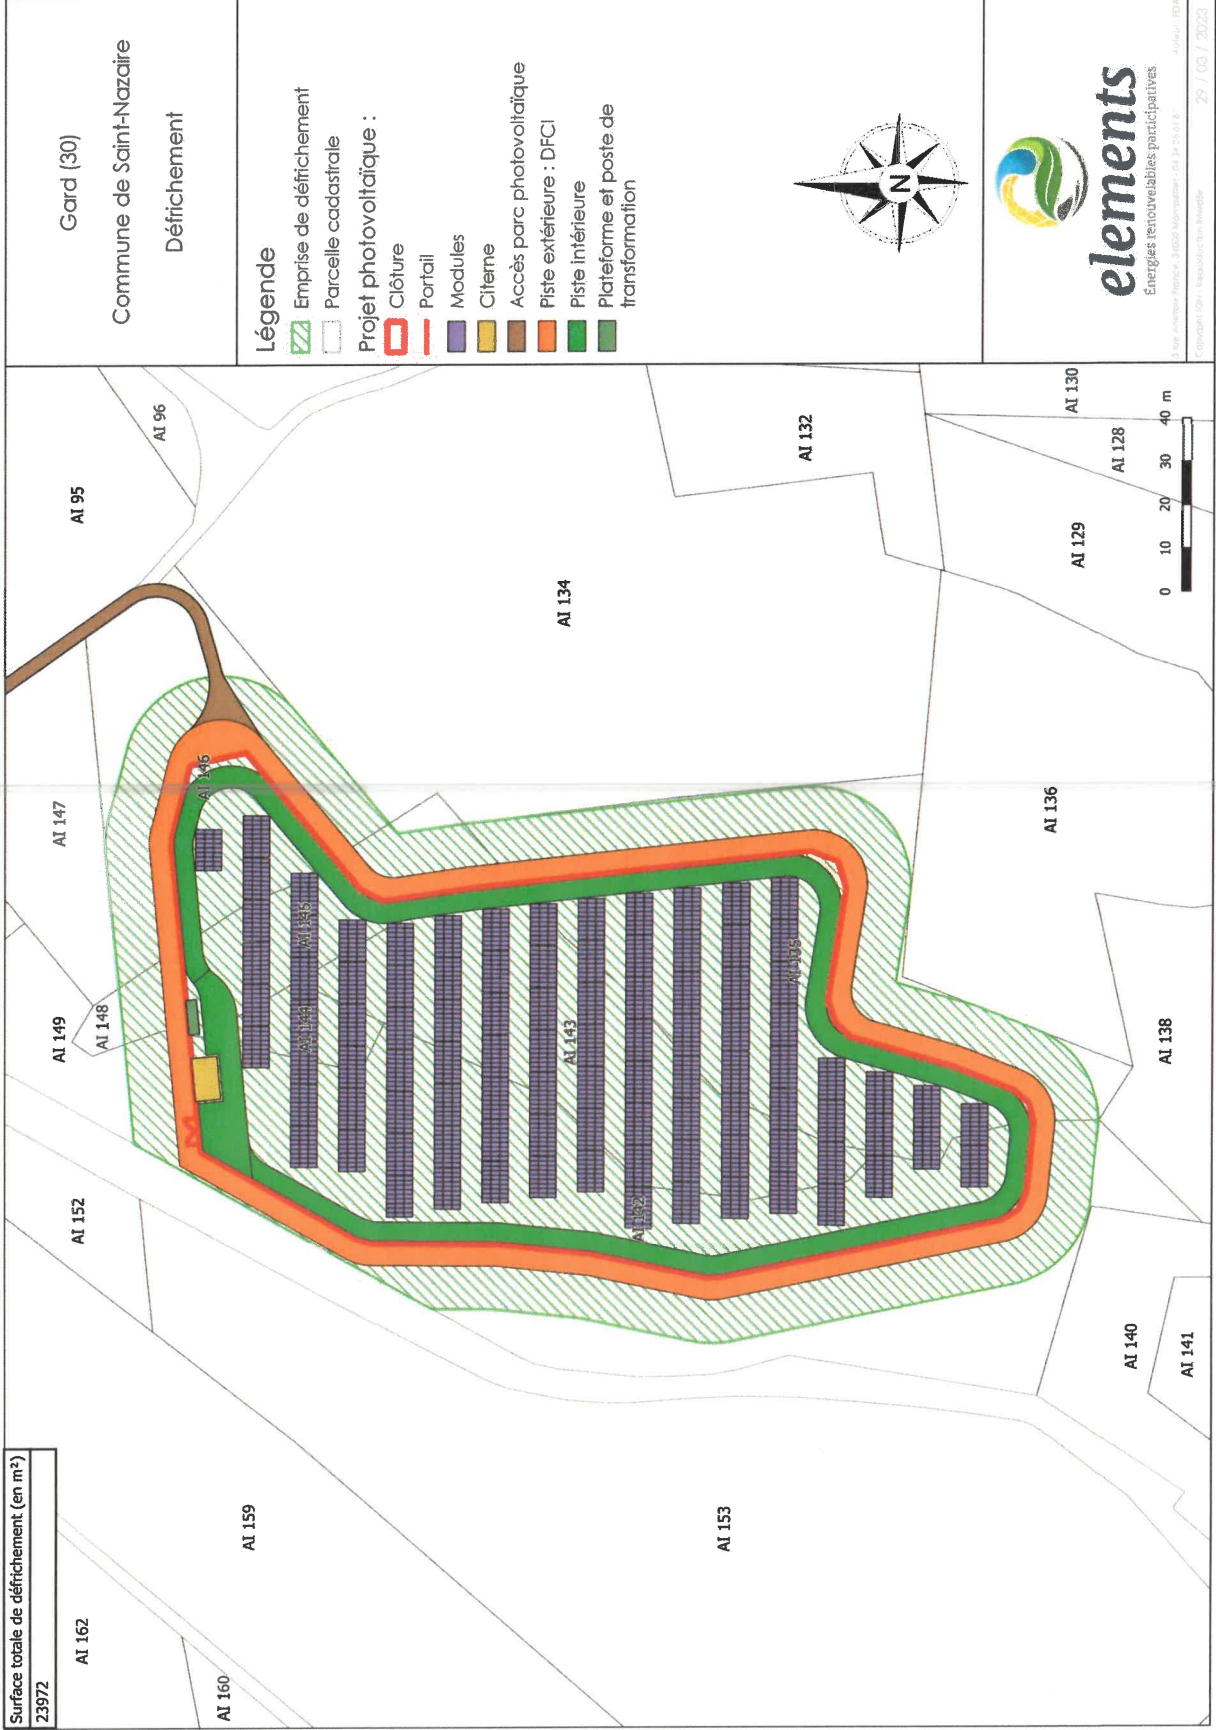 Surface totale de défrichement (en m²)
23972
AI 162
AI 160
AI 159
AI 152
AI 153
AI 149
AI 148
AI 147
AI 95
AI 96
AI 146
AI 145
AI 144
AI 143
AI 142
AI 135
AI 134
AI 132
AI 136
AI 138
AI 140
AI 141
AI 129
AI 128
AI 130
0 10 20 30 40 m
Gard (30)
Commune de Saint-Nazaire
Défrichement
Légende
Emprise de défrichement
Parcelle cadastrale
Projet photovoltaïque :
Clôture
Portail
Modules
Citerne
Accès parc photovoltaïque
Piste extérieure : DFCI
Piste intérieure
Plateforme et poste de
transformation
N
elements
Énergies renouvelables participatives
29 / 03 / 2023